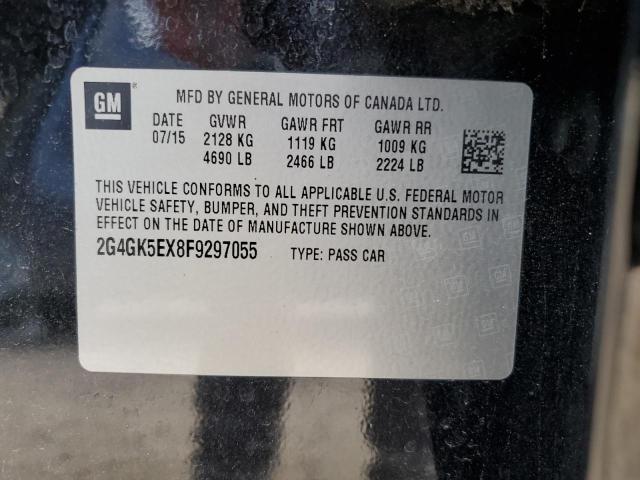 GM
MFD BY GENERAL MOTORS OF CANADA LTD.
DATE GVWR GAWR FRT GAWR RR
07/15 2128 KG 1119 KG 1009 KG
4690 LB 2466 LB 2224 LB
THIS VEHICLE CONFORMS TO ALL APPLICABLE U.S. FEDERAL MOTOR
VEHICLE SAFETY, BUMPER, AND THEFT PREVENTION STANDARDS IN
EFFECT ON THE DATE OF MANUFACTURE SHOWN ABOVE.
2G4GK5EX8F9297055 TYPE: PASS CAR